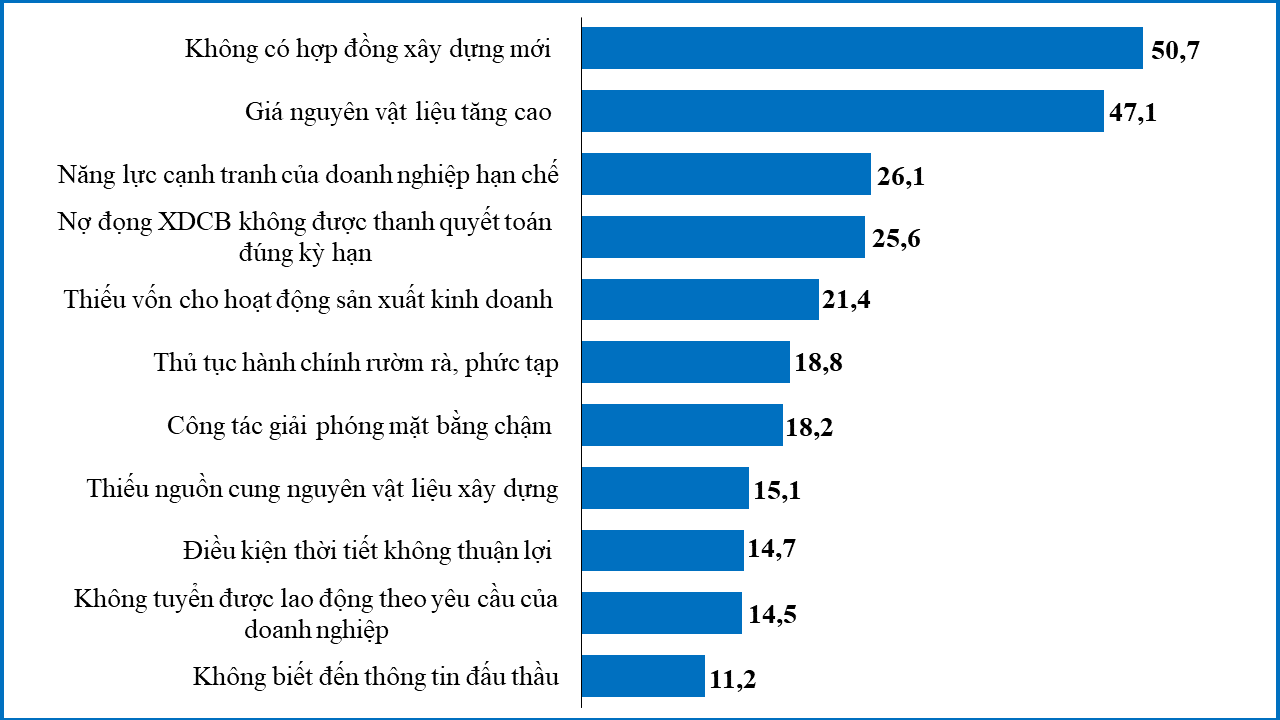 Không có hợp đồng xây dựng mới 50,7
Giá nguyên vật liệu tăng cao 47,1
Năng lực cạnh tranh của doanh nghiệp hạn chế 26,1
Nợ đọng XDCB không được thanh quyết toán
đúng kỳ hạn 25,6
Thiếu vốn cho hoạt động sản xuất kinh doanh 21,4
Thủ tục hành chính rườm rà, phức tạp 18,8
Công tác giải phóng mặt bằng chậm 18,2
Thiếu nguồn cung nguyên vật liệu xây dựng 15,1
Điều kiện thời tiết không thuận lợi 14,7
Không tuyển được lao động theo yêu cầu của
doanh nghiệp 14,5
Không biết đến thông tin đấu thầu 11,2